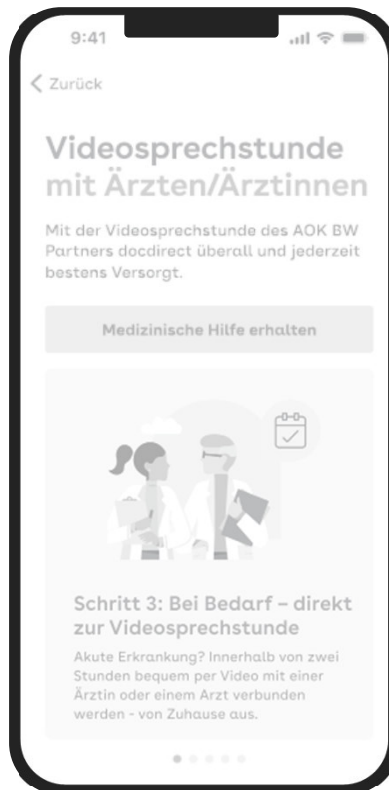 9:41
Zurück
Videosprechstunde
mit Ärzten/Ärztinnen
Mit der Videosprechstunde des AOK BW
Partners docdirect überall und jederzeit
bestens Versorgt.
Medizinische Hilfe erhalten
Schritt 3: Bei Bedarf – direkt
zur Videosprechstunde
Akute Erkrankung? Innerhalb von zwei
Stunden bequem per Video mit einer
Ärztin oder einem Arzt verbunden
werden - von Zuhause aus.